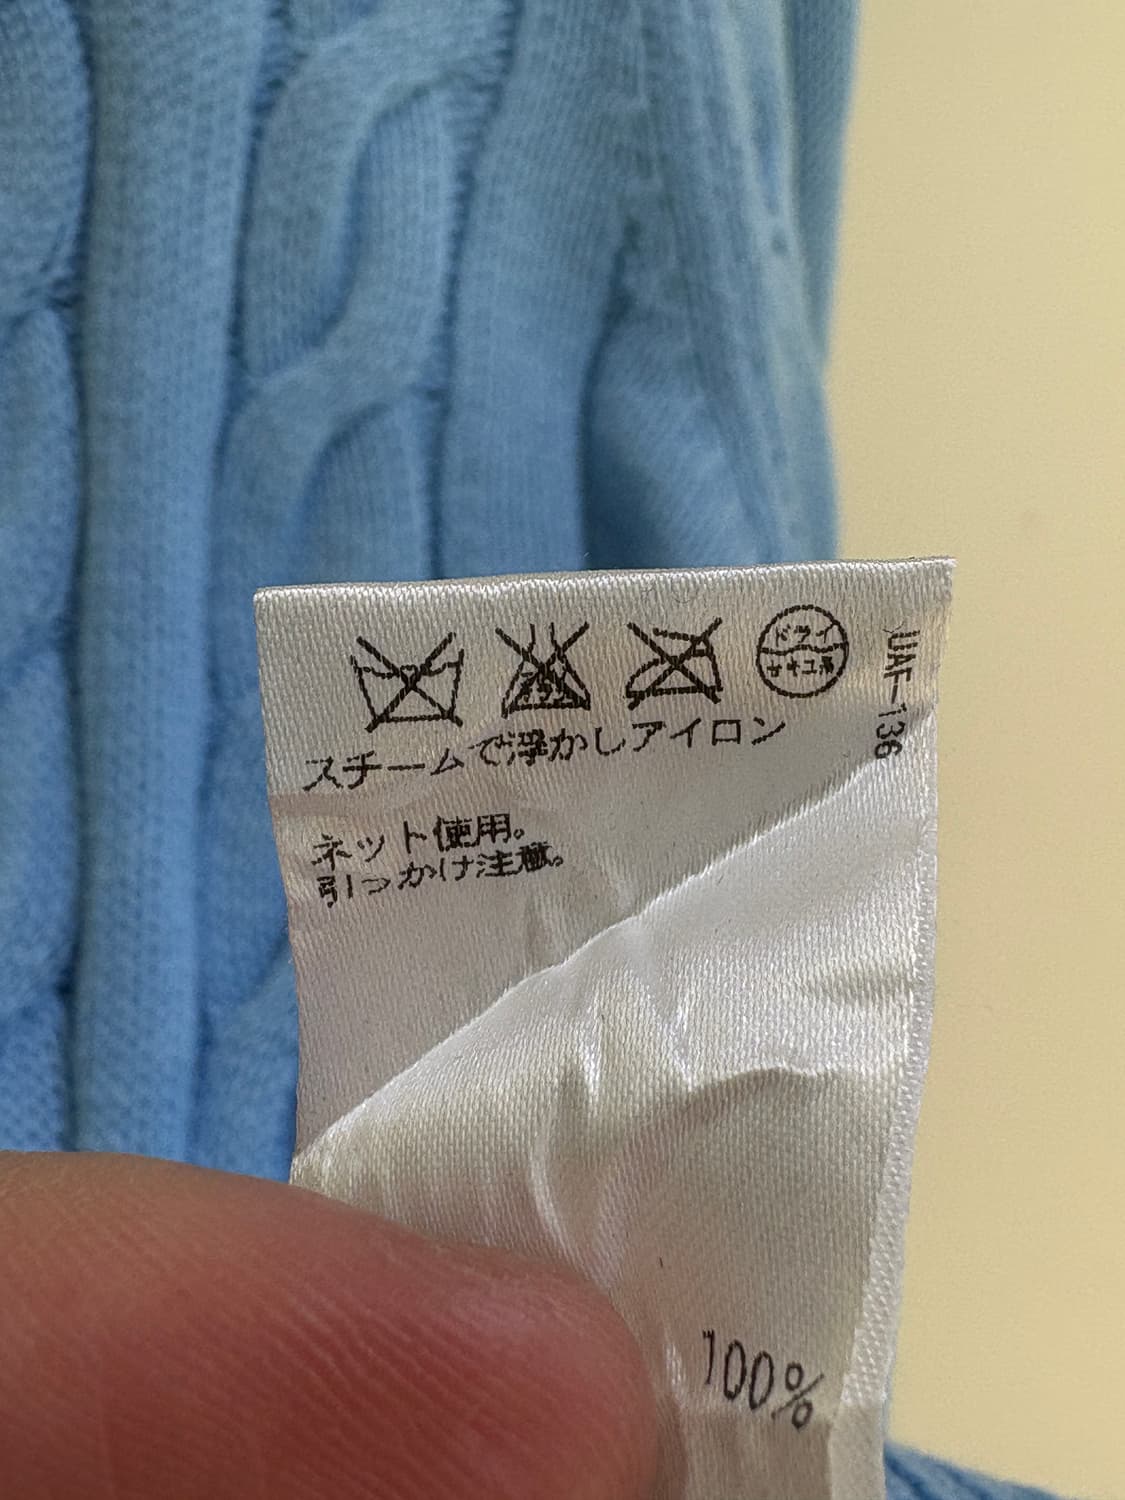 ドライ
セキユ系
UAF-136
スチームで浮かしアイロン
ネット使用。
引っかけ注意。
100%